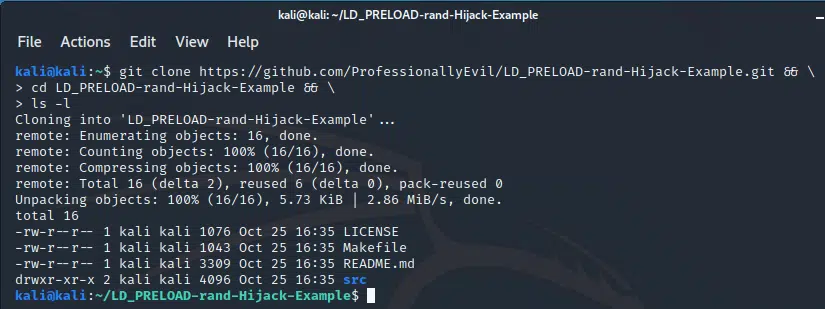 kali@kali: ~/LD_PRELOAD-rand-Hijack-Example
File Actions Edit View Help
kali@kali:~$ git clone https://github.com/ProfessionallyEvil/LD_PRELOAD-rand-Hijack-Example.git && \
> cd LD_PRELOAD-rand-Hijack-Example && \
> ls -l
Cloning into 'LD_PRELOAD-rand-Hijack-Example'...
remote: Enumerating objects: 16, done.
remote: Counting objects: 100% (16/16), done.
remote: Compressing objects: 100% (16/16), done.
remote: Total 16 (delta 2), reused 6 (delta 0), pack-reused 0
Unpacking objects: 100% (16/16), 5.73 KiB | 2.86 MiB/s, done.
total 16
-rw-r--r-- 1 kali kali 1076 Oct 25 16:35 LICENSE
-rw-r--r-- 1 kali kali 1043 Oct 25 16:35 Makefile
-rw-r--r-- 1 kali kali 3309 Oct 25 16:35 README.md
drwxr-xr-x 2 kali kali 4096 Oct 25 16:35 src
kali@kali:~/LD_PRELOAD-rand-Hijack-Example$